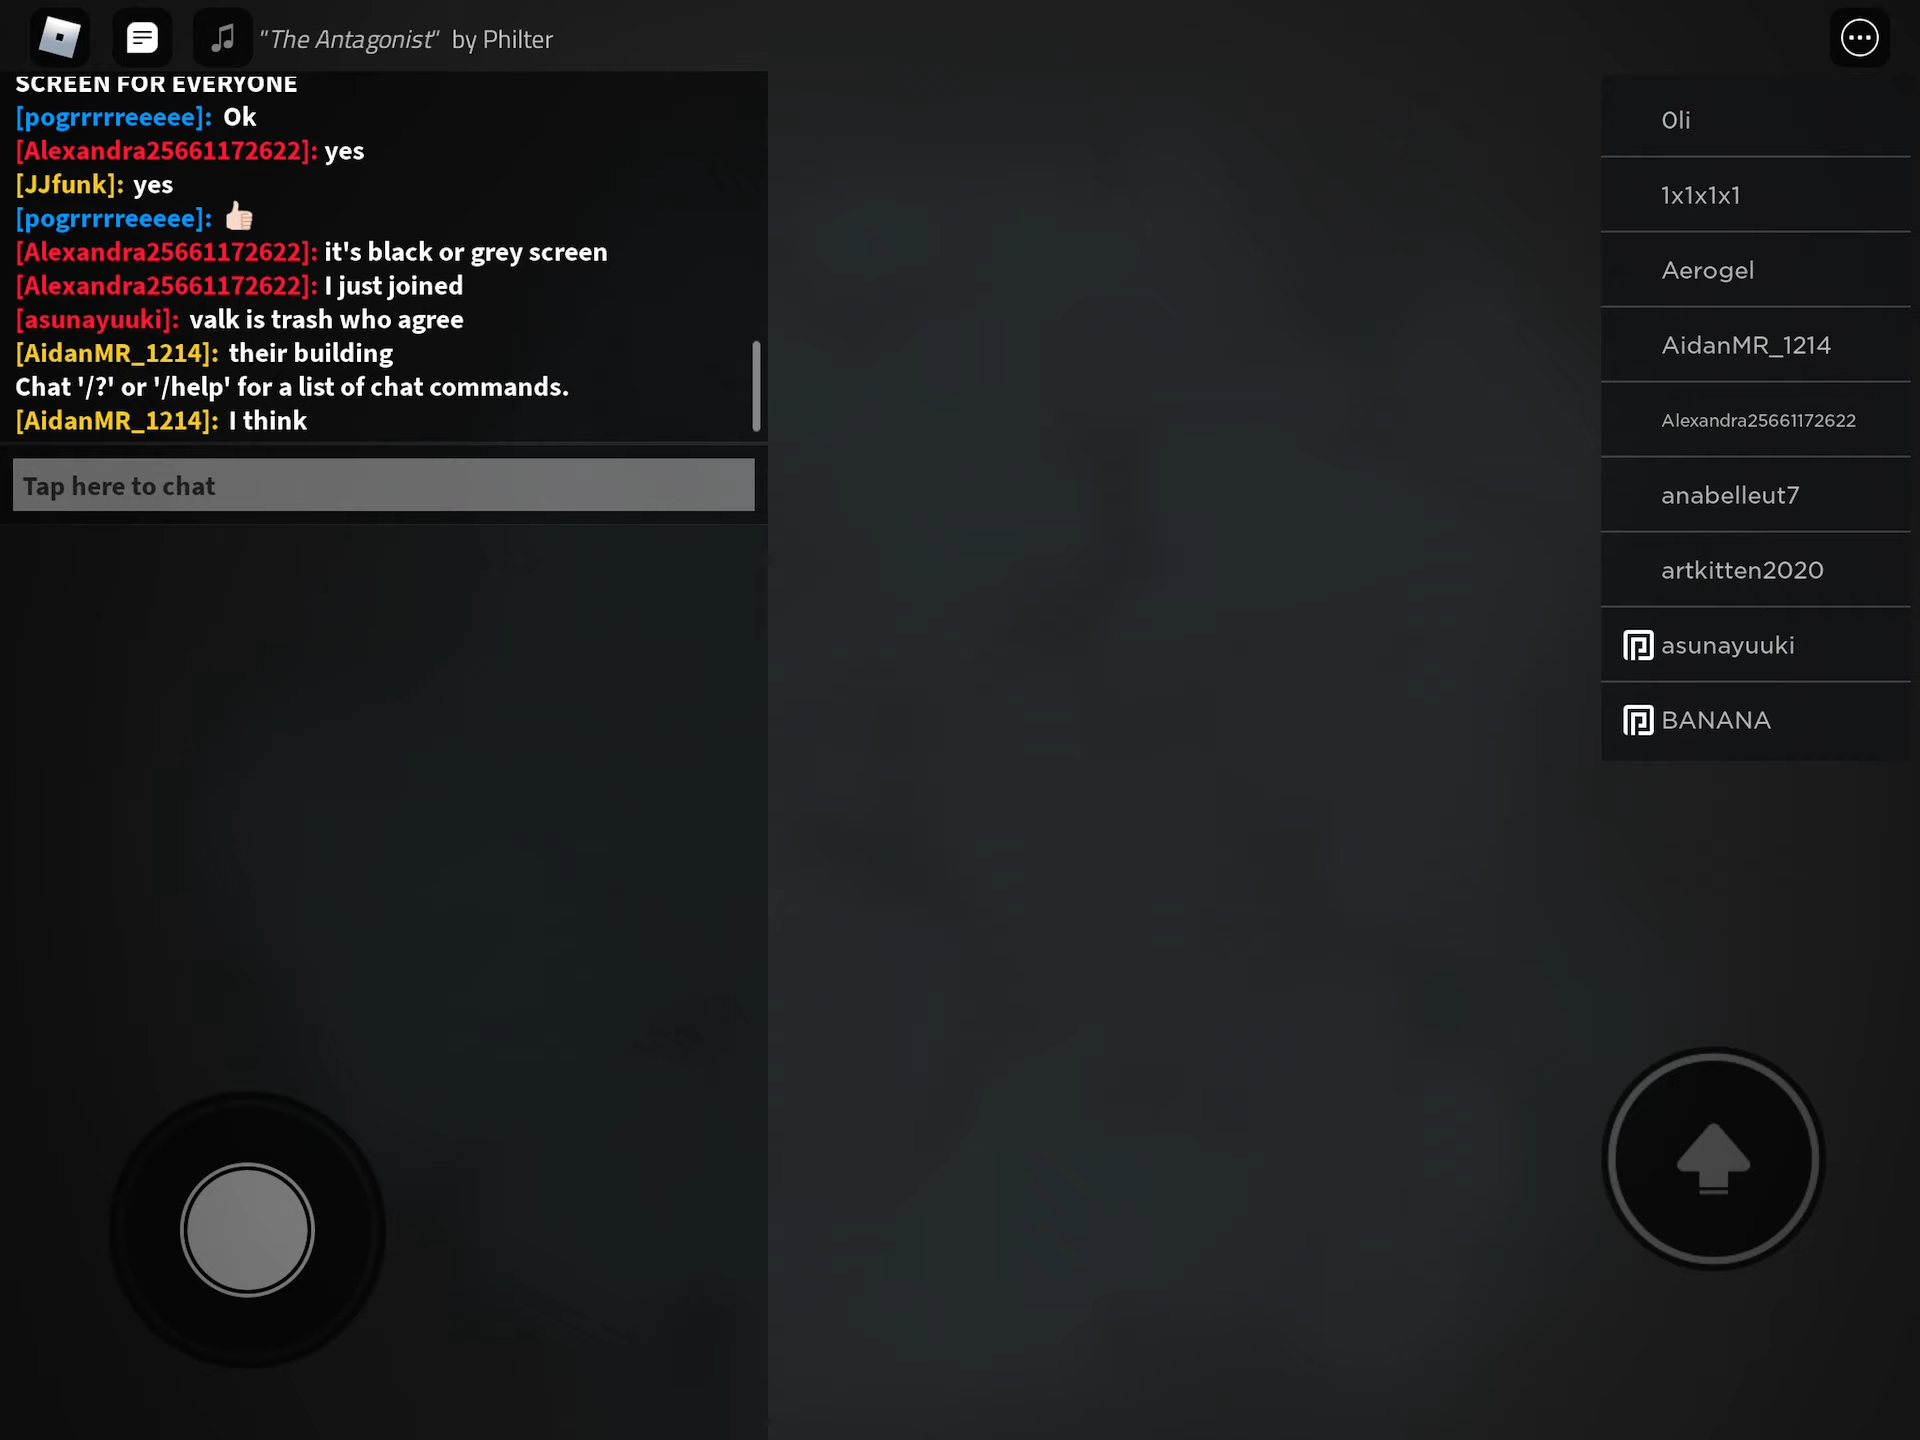 "The Antagonist" by Philter
SCREEN FOR EVERYONE
[pogrrrrreeeee]: Ok
[Alexandra25661172622]: yes
[JJfunk]: yes
[pogrrrrreeeee]: 👍🏻
[Alexandra25661172622]: it's black or grey screen
[Alexandra25661172622]: I just joined
[asunayuuki]: valk is trash who agree
[AidanMR_1214]: their building
Chat '/?' or '/help' for a list of chat commands.
[AidanMR_1214]: I think
Tap here to chat
0li
1x1x1x1
Aerogel
AidanMR_1214
Alexandra25661172622
anabelleut7
artkitten2020
asunayuuki
BANANA